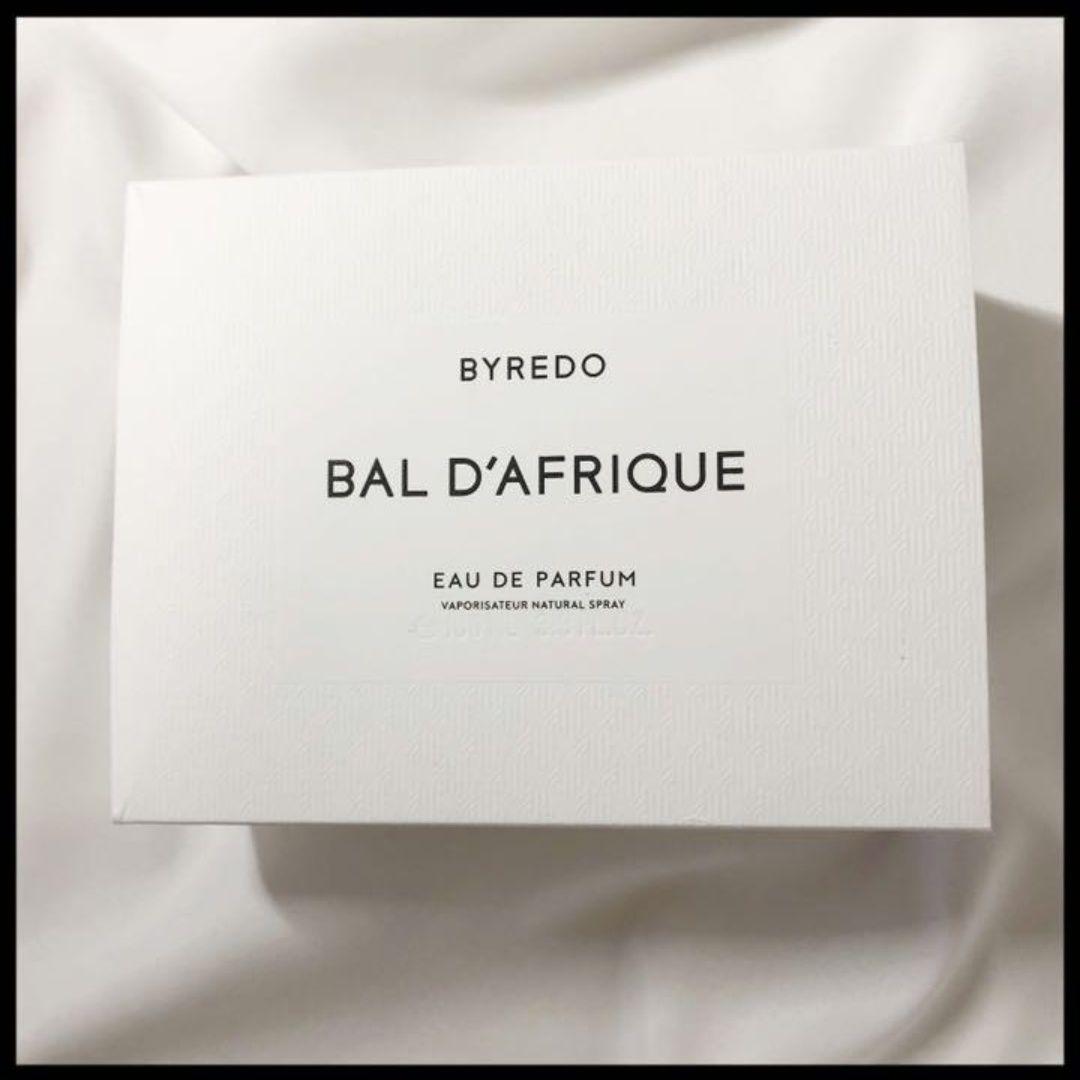 BYREDO
BAL D'AFRIQUE
EAU DE PARFUM
VAPORISATEUR NATURAL SPRAY